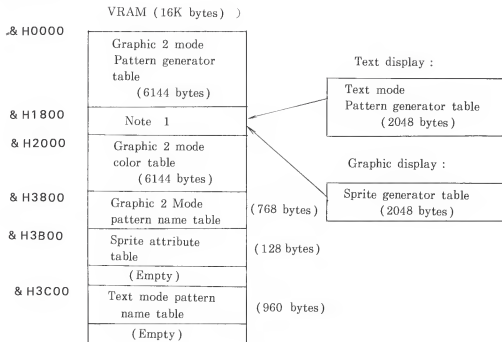 VRAM (16K bytes) )
& H0000
Graphic 2 mode
Pattern generator
table
(6144 bytes)
& H1800
Note 1
& H2000
Graphic 2 mode
color table
(6144 bytes)
& H3800
Graphic 2 Mode
pattern name table
(768 bytes)
& H3B00
Sprite attribute
table
(128 bytes)
(Empty)
& H3C00
Text mode pattern
name table
(960 bytes)
(Empty)
Text display :
Text mode
Pattern generator table
(2048 bytes)
Graphic display :
Sprite generator table
(2048 bytes)